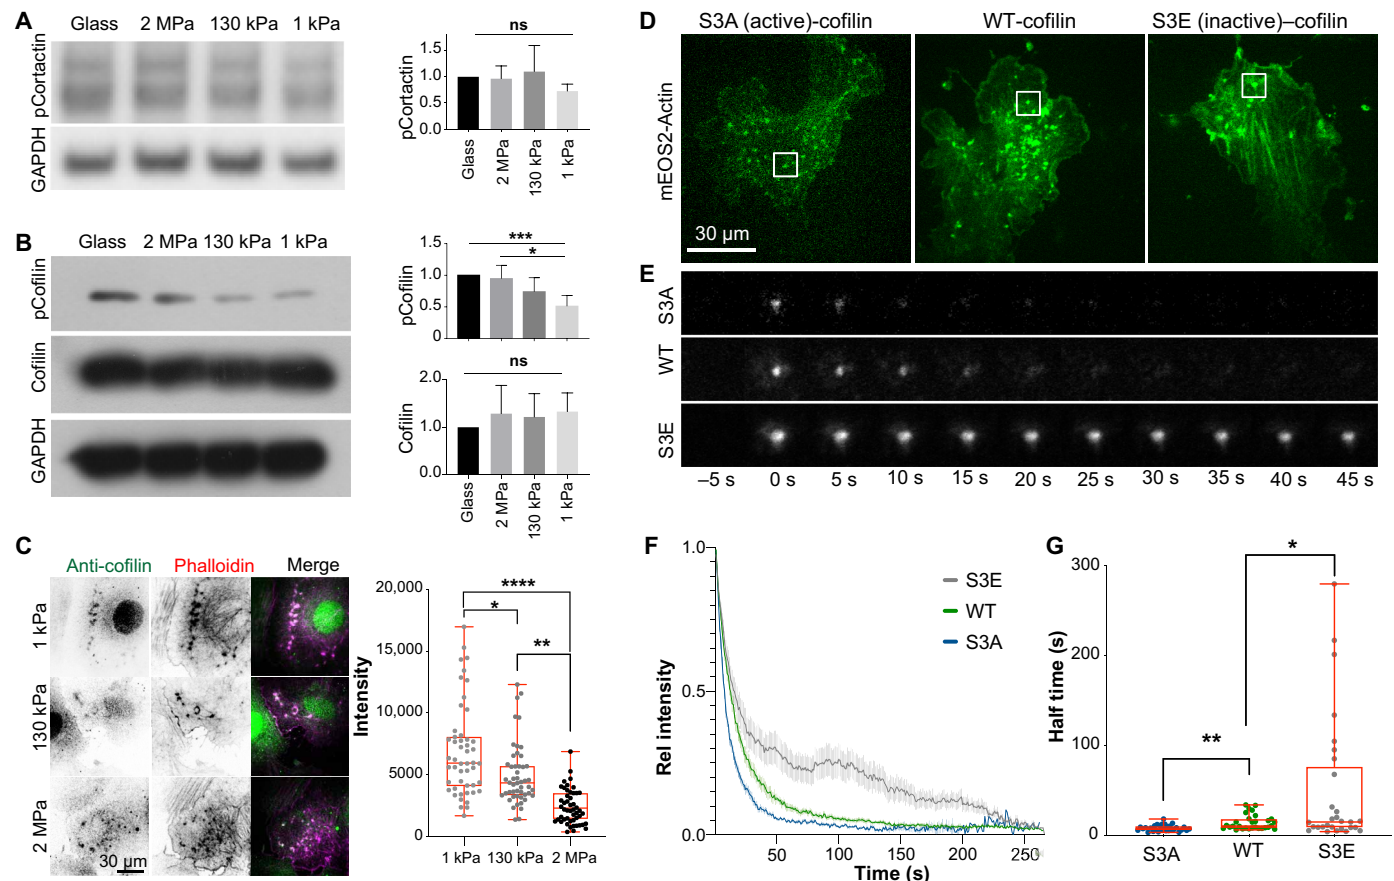 A
Glass 2 MPa 130 kPa 1 kPa
pCortactin
GAPDH
ns
pCortactin
1.5
1.0
0.5
0.0
Glass
2 MPa
130 kPa
1 kPa
B
Glass 2 MPa 130 kPa 1 kPa
pCofilin
Cofilin
GAPDH
***
*
pCofilin
1.5
1.0
0.5
0
ns
Cofilin
2.0
1.0
0.0
Glass
2 MPa
130 kPa
1 kPa
C
Anti-cofilin Phalloidin Merge
1 kPa
130 kPa
2 MPa
30 µm
Intensity
20,000
15,000
10,000
5000
0
****
*
**
1 kPa 130 kPa 2 MPa
D
S3A (active)-cofilin WT-cofilin S3E (inactive)–cofilin
mEOS2-Actin
30 µm
E
S3A
WT
S3E
–5 s 0 s 5 s 10 s 15 s 20 s 25 s 30 s 35 s 40 s 45 s
F
Rel intensity
1.0
0.5
0.0
S3E
WT
S3A
50 100 150 200 250
Time (s)
G
Half time (s)
300
200
100
0
**
*
S3A WT S3E